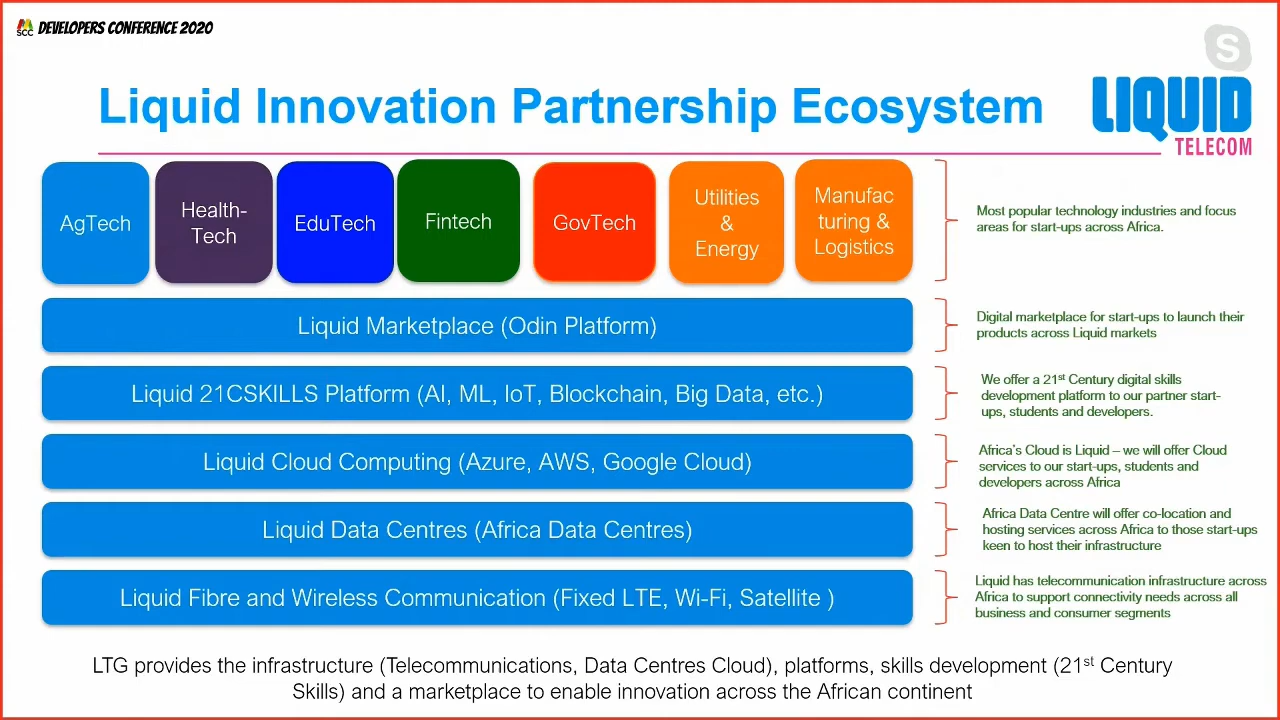 SCC DEVELOPERS CONFERENCE 2020
S
Liquid Innovation Partnership Ecosystem
LIQUID
TELECOM
AgTech
Health-
Tech
EduTech
Fintech
GovTech
Utilities
&
Energy
Manufac
turing &
Logistics
Most popular technology industries and focus
areas for start-ups across Africa.
Liquid Marketplace (Odin Platform)
Digital marketplace for start-ups to launch their
products across Liquid markets
Liquid 21CSKILLS Platform (AI, ML, IoT, Blockchain, Big Data, etc.)
We offer a 21st Century digital skills
development platform to our partner start-
ups, students and developers.
Liquid Cloud Computing (Azure, AWS, Google Cloud)
Africa's Cloud is Liquid – we will offer Cloud
services to our start-ups, students and
developers across Africa
Liquid Data Centres (Africa Data Centres)
Africa Data Centre will offer co-location and
hosting services across Africa to those start-ups
keen to host their infrastructure
Liquid Fibre and Wireless Communication (Fixed LTE, Wi-Fi, Satellite )
Liquid has telecommunication infrastructure across
Africa to support connectivity needs across all
business and consumer segments
LTG provides the infrastructure (Telecommunications, Data Centres Cloud), platforms, skills development (21st Century
Skills) and a marketplace to enable innovation across the African continent